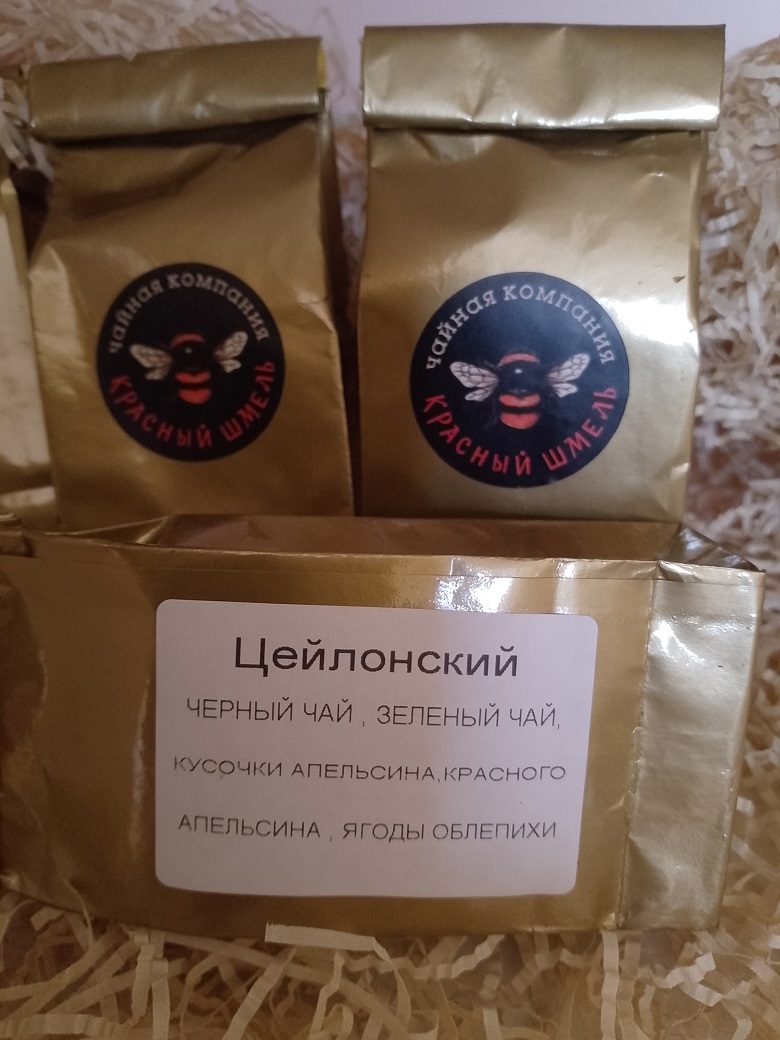 чайная компания
КРАСНЫЙ ШМЕЛЬ
чайная компания
КРАСНЫЙ ШМЕЛЬ
Цейлонский
ЧЕРНЫЙ ЧАЙ , ЗЕЛЕНЫЙ ЧАЙ,
КУСОЧКИ АПЕЛЬСИНА,КРАСНОГО
АПЕЛЬСИНА , ЯГОДЫ ОБЛЕПИХИ